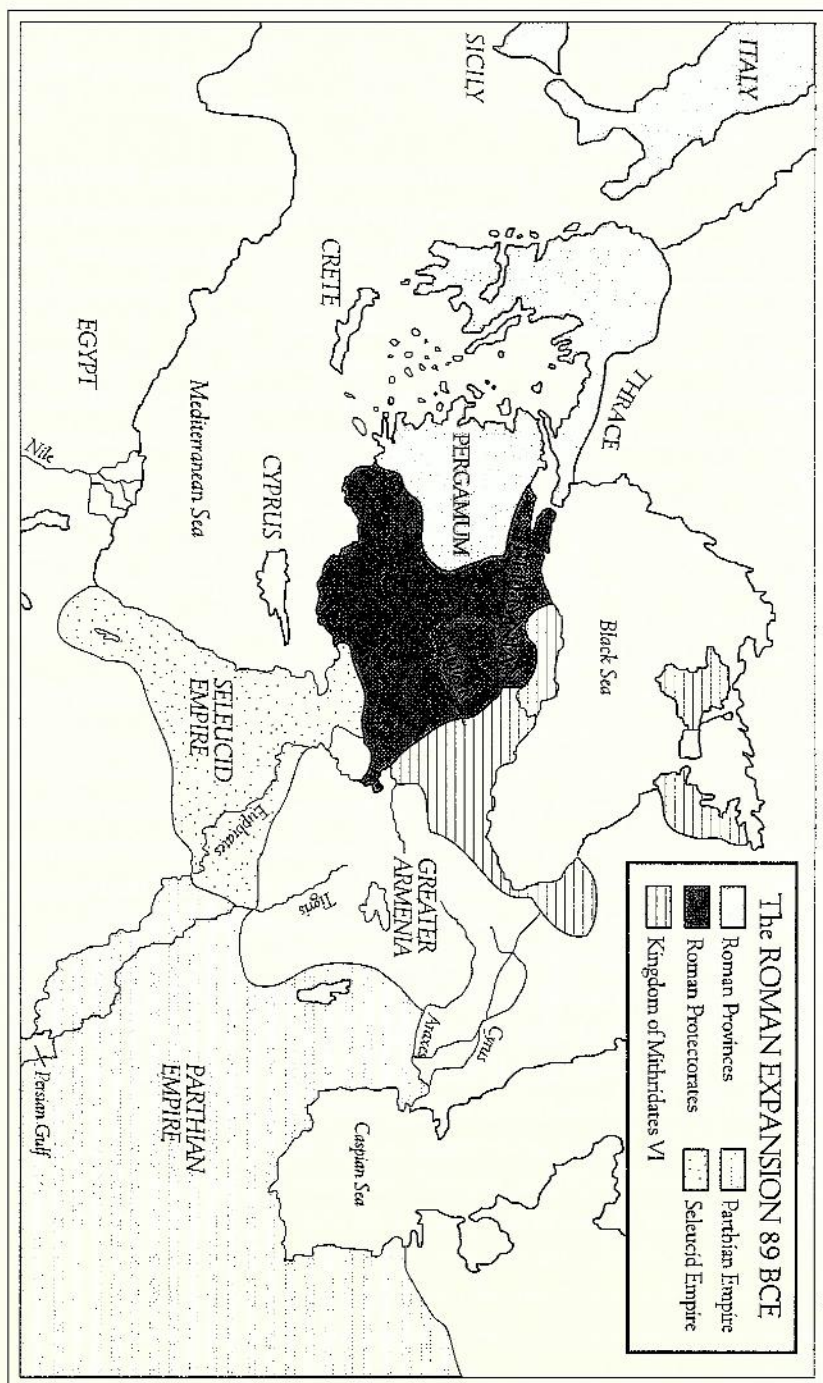 The ROMAN EXPANSION 89 BCE
Roman Provinces
Roman Protectorates
Kingdom of Mithridates VI
Parthian Empire
Seleucid Empire
ITALY
SICILY
THRACE
Black Sea
PERGAMUM
CRETE
CYPRUS
Mediterranean Sea
EGYPT
Nile
SELEUCID
EMPIRE
Euphrates
GREATER
ARMENIA
Tigris
Araxes
Cyrus
Caspian Sea
PARTHIAN
EMPIRE
Persian Gulf